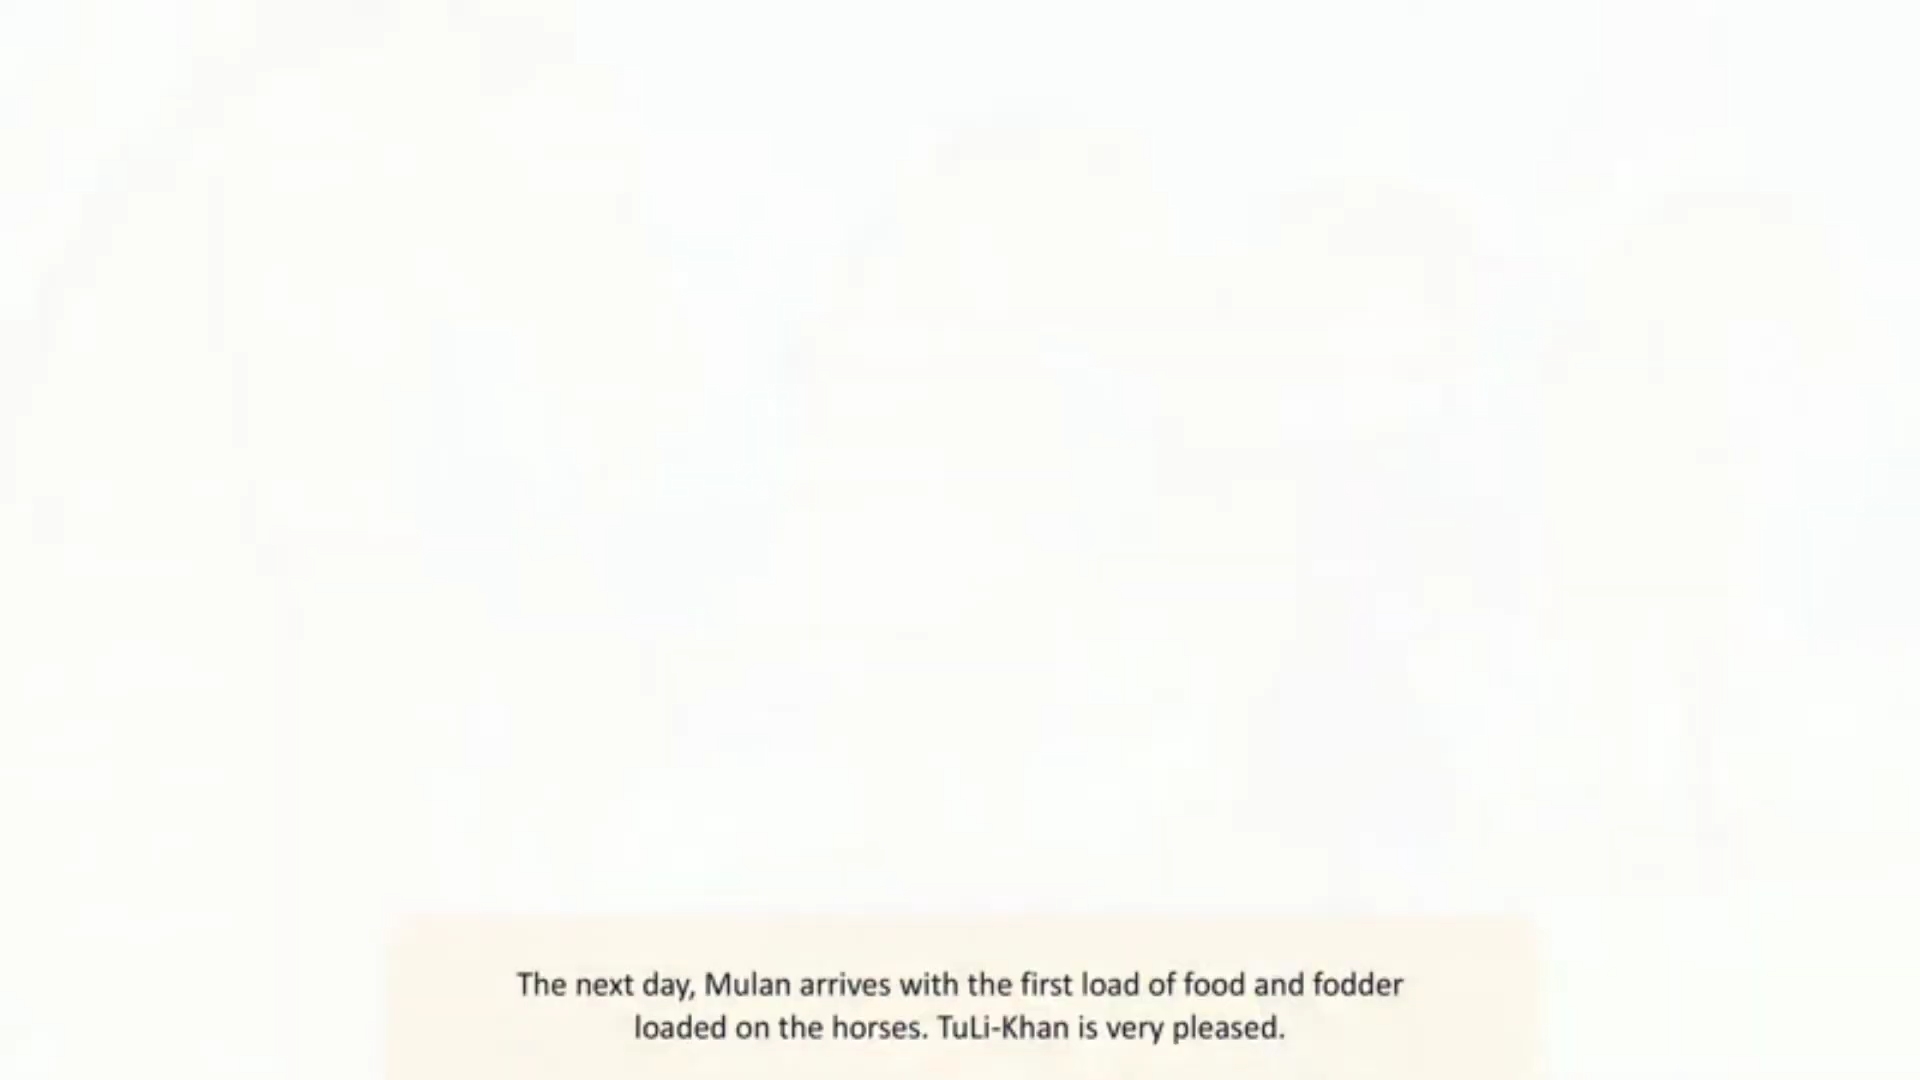 The next day, Mulan arrives with the first load of food and fodder
loaded on the horses. TuLi-Khan is very pleased.